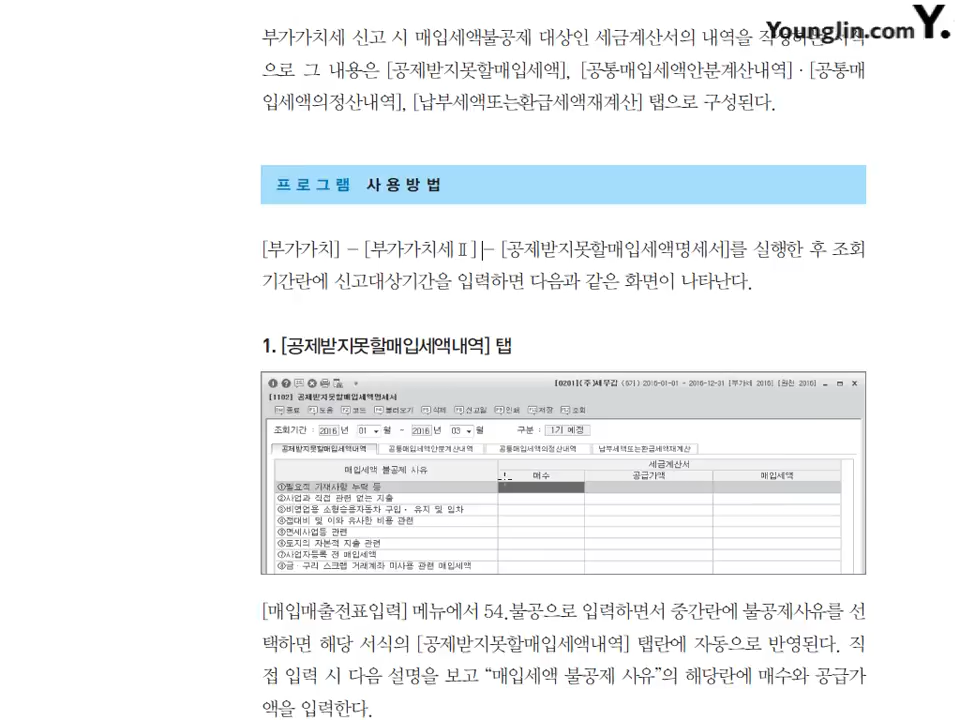 부가가치세 신고 시 매입세액불공제 대상인 세금계산서의 내역을
Younglin.com Y.
으로 그 내용은 [공제받지못할매입세액], [공통매입세액안분계산내역]·[공통매
입세액의정산내역], [납부세액또는환급세액재계산] 탭으로 구성된다.
프로그램 사용방법
[부가가치] – [부가가치세Ⅱ] – [공제받지못할매입세액명세서]를 실행한 후 조회
기간란에 신고대상기간을 입력하면 다음과 같은 화면이 나타난다.
1. [공제받지못할매입세액내역] 탭
[0201](주)세무갑 (6기) 2016-01-01 - 2016-12-31 [부가세 2016] [원천 2016]
[1102] 공제받지못할매입세액명세서
종료 도움 코드 불러오기 삭제 신고일 인쇄 저장 조회
조회기간 : 2016 년 01 월 - 2016 년 03 월 구분 : 1기 예정
공제받지못할매입세액내역 공통매입세액안분계산내역 공통매입세액의정산내역 납부세액또는환급세액재계산
매입세액 불공제 사유 세금계산서
매수 공급가액 매입세액
①필요적 기재사항 누락 등
②사업과 직접 관련 없는 지출
③비영업용 소형승용자동차 구입· 유지 및 임차
④접대비 및 이와 유사한 비용 관련
⑤면세사업등 관련
⑥토지의 자본적 지출 관련
⑦사업자등록 전 매입세액
⑧금·구리 스크랩 거래계좌 미사용 관련 매입세액
[매입매출전표입력] 메뉴에서 54.불공으로 입력하면서 중간란에 불공제사유를 선
택하면 해당 서식의 [공제받지못할매입세액내역] 탭란에 자동으로 반영된다. 직
접 입력 시 다음 설명을 보고 “매입세액 불공제 사유”의 해당란에 매수와 공급가
액을 입력한다.